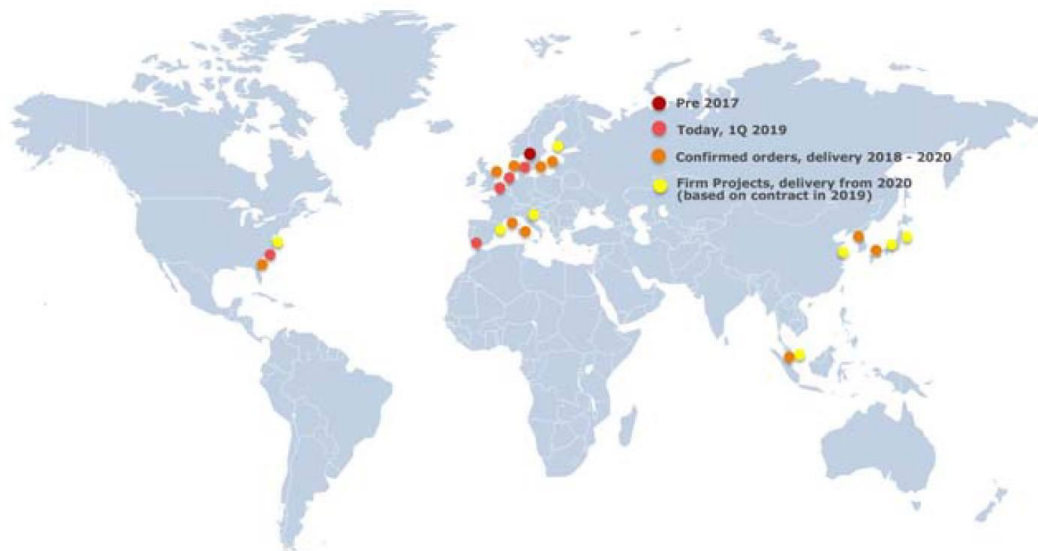 Pre 2017
Today, 1Q 2019
Confirmed orders, delivery 2018 - 2020
Firm Projects, delivery from 2020
(based on contract in 2019)